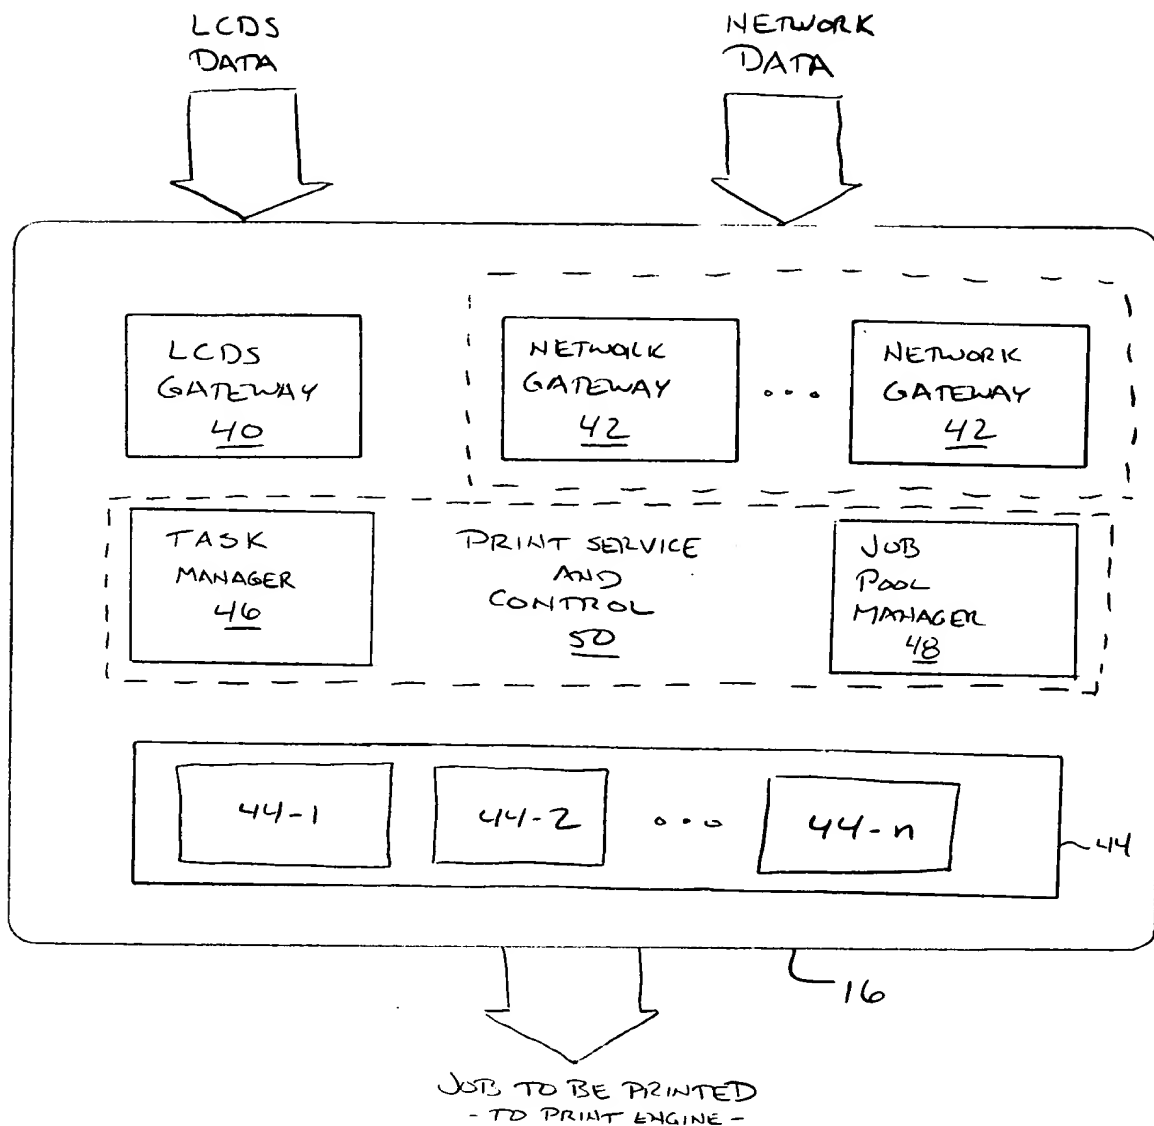 LCDS
DATA
NETWORK
DATA
LCDS
GATEWAY
40
NETWORK
GATEWAY
42
...
NETWORK
GATEWAY
42
TASK
MANAGER
46
PRINT SERVICE
AND
CONTROL
50
JOB
POOL
MANAGER
48
44-1
44-2
...
44-n
44
16
JOB TO BE PRINTED
- TO PRINT ENGINE -